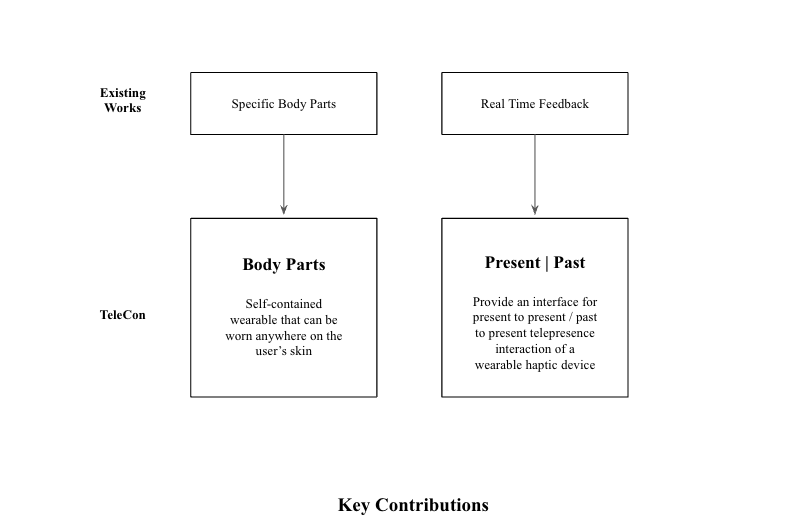 Existing
Works
Specific Body Parts
Real Time Feedback
TeleCon
Body Parts
Self-contained
wearable that can be
worn anywhere on the
user’s skin
Present | Past
Provide an interface for
present to present / past
to present telepresence
interaction of a
wearable haptic device
Key Contributions